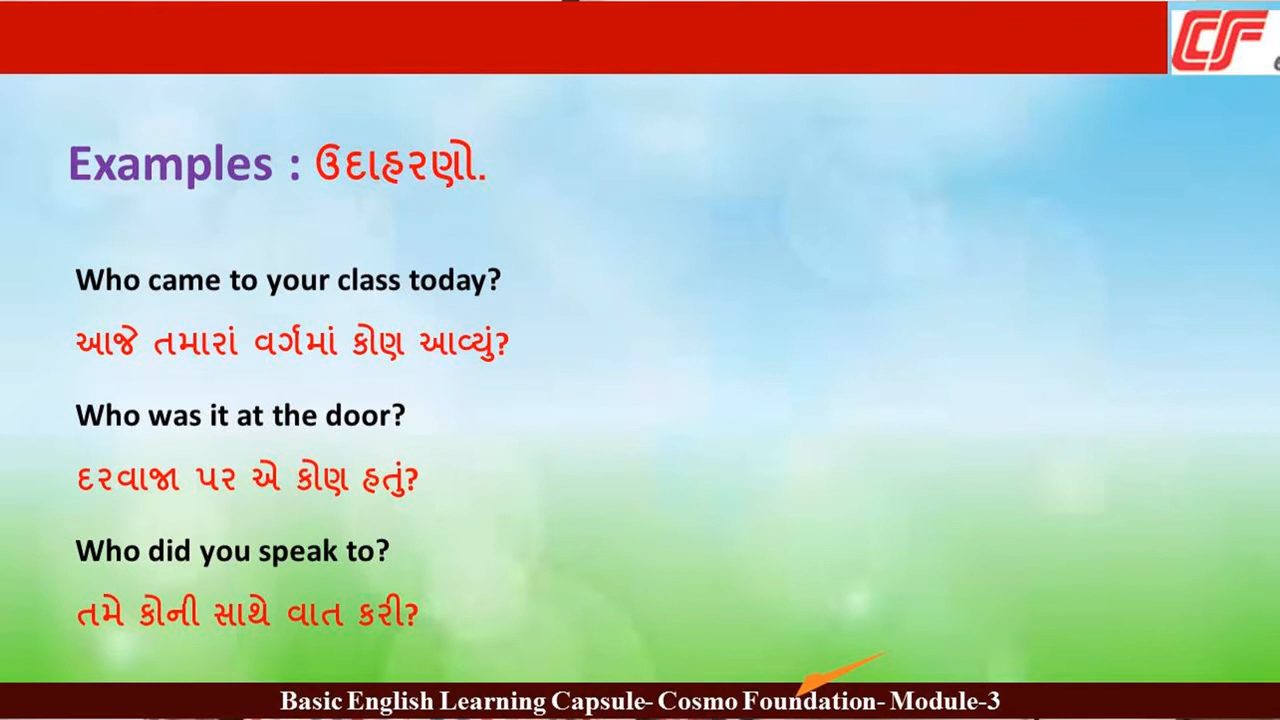 CF
Examples : ઉદાહરણો.
Who came to your class today?
આજે તમારાં વર્ગમાં કોણ આવ્યું?
Who was it at the door?
દરવાજા પર એ કોણ હતું?
Who did you speak to?
તમે કોની સાથે વાત કરી?
Basic English Learning Capsule- Cosmo Foundation- Module-3